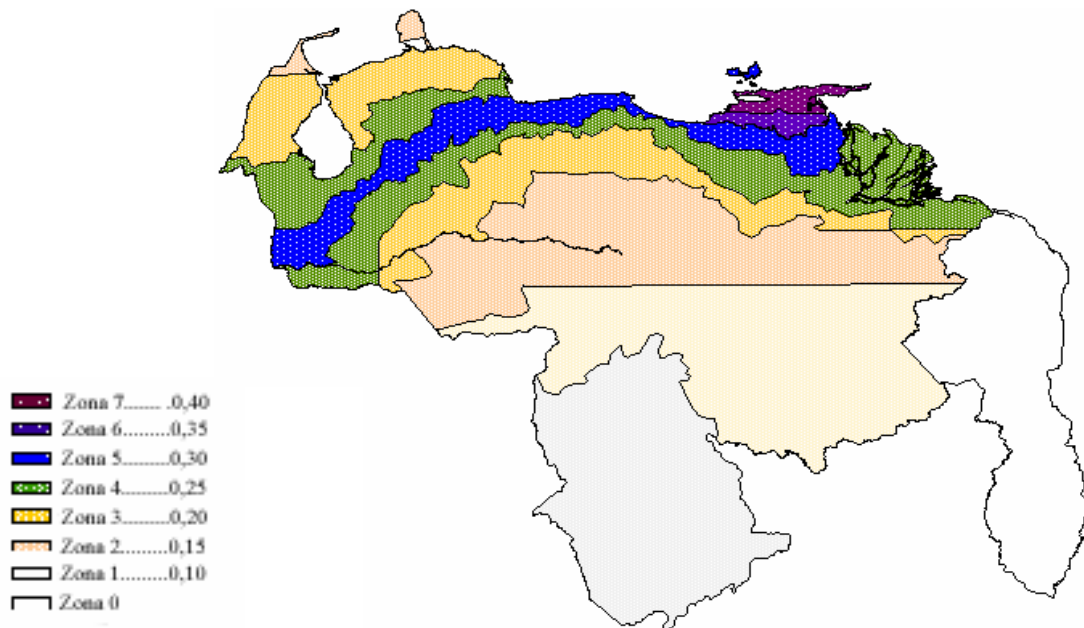 Zona 7....... .0,40
Zona 6.........0,35
Zona 5.........0,30
Zona 4.........0,25
Zona 3.........0,20
Zona 2.........0,15
Zona 1.........0,10
Zona 0